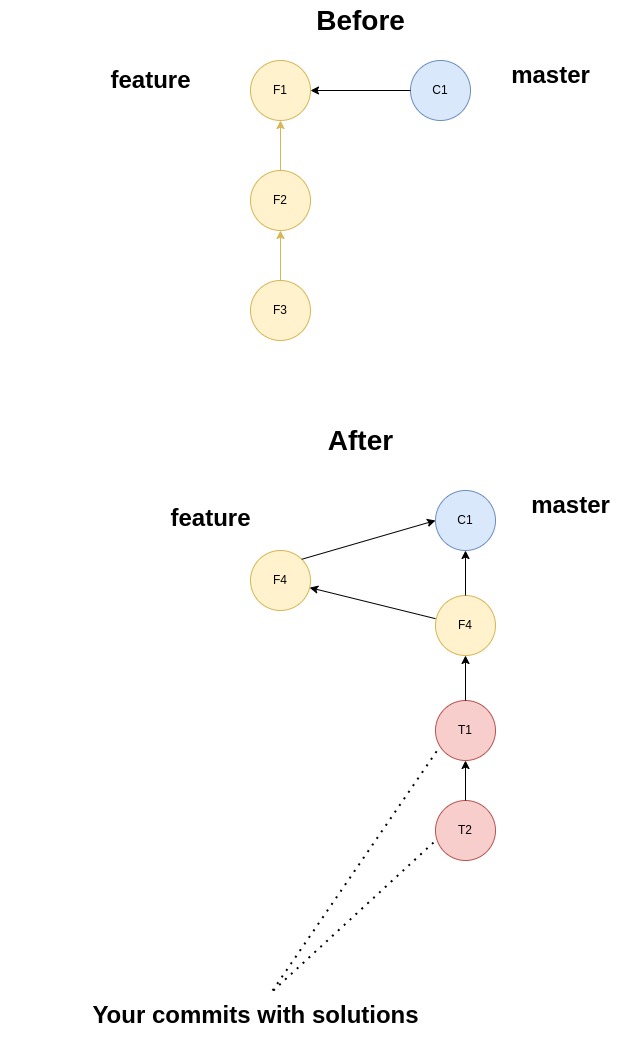 Before
feature
F1
C1
master
F2
F3
After
feature
C1
master
F4
F4
T1
T2
Your commits with solutions